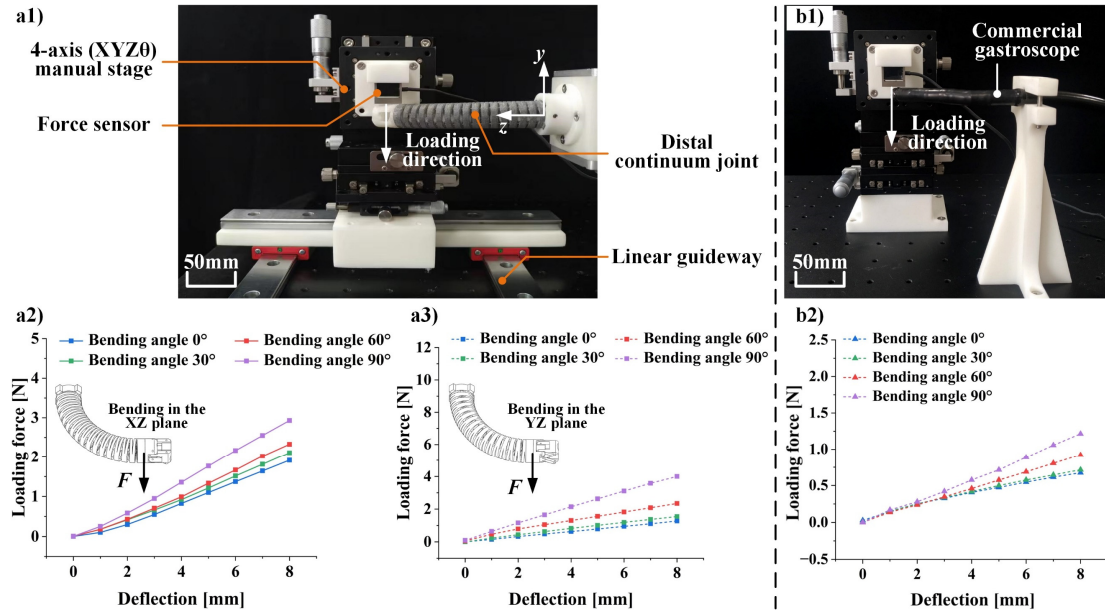 a1)
4-axis (XYZθ)
manual stage
Force sensor
y
z
Loading
direction
Distal
continuum joint
Linear guideway
50mm
b1)
Commercial
gastroscope
Loading
direction
50mm
a2)
Bending angle 0°
Bending angle 60°
Bending angle 30°
Bending angle 90°
Bending in the
XZ plane
F
Loading force [N]
5
4
3
2
1
0
0 2 4 6 8
Deflection [mm]
a3)
Bending angle 0°
Bending angle 60°
Bending angle 30°
Bending angle 90°
Bending in the
YZ plane
F
Loading force [N]
12
10
8
6
4
2
0
0 2 4 6 8
Deflection [mm]
b2)
Bending angle 0°
Bending angle 30°
Bending angle 60°
Bending angle 90°
Loading force [N]
2.5
2.0
1.5
1.0
0.5
0.0
−0.5
0 2 4 6 8
Deflection [mm]